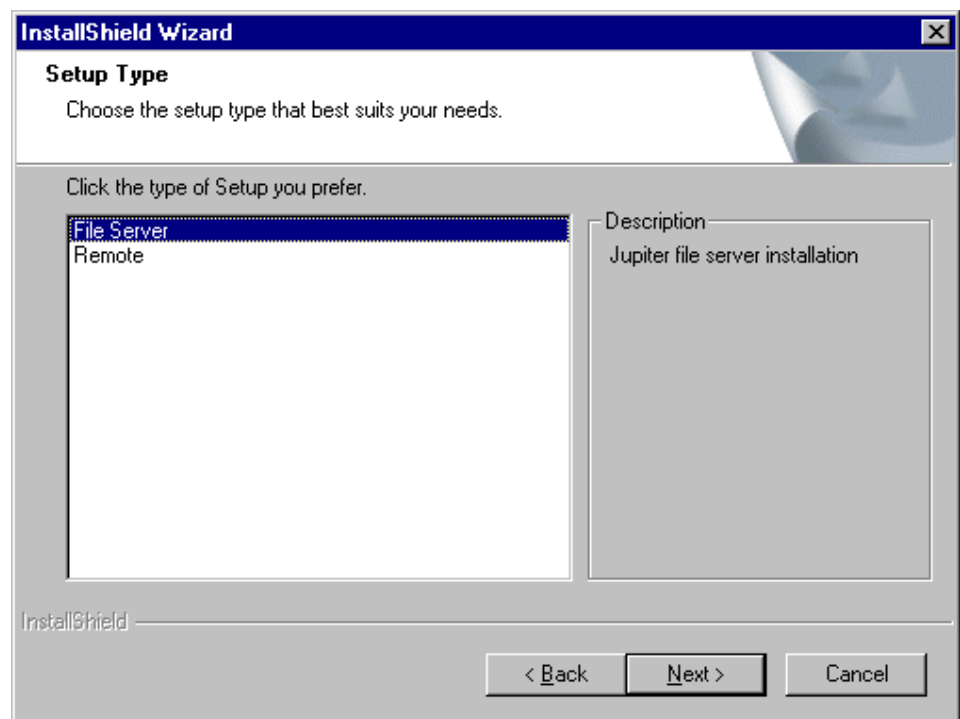 InstallShield Wizard
Setup Type
Choose the setup type that best suits your needs.
Click the type of Setup you prefer.
File Server
Remote
Description
Jupiter file server installation
InstallShield
< Back
Next >
Cancel